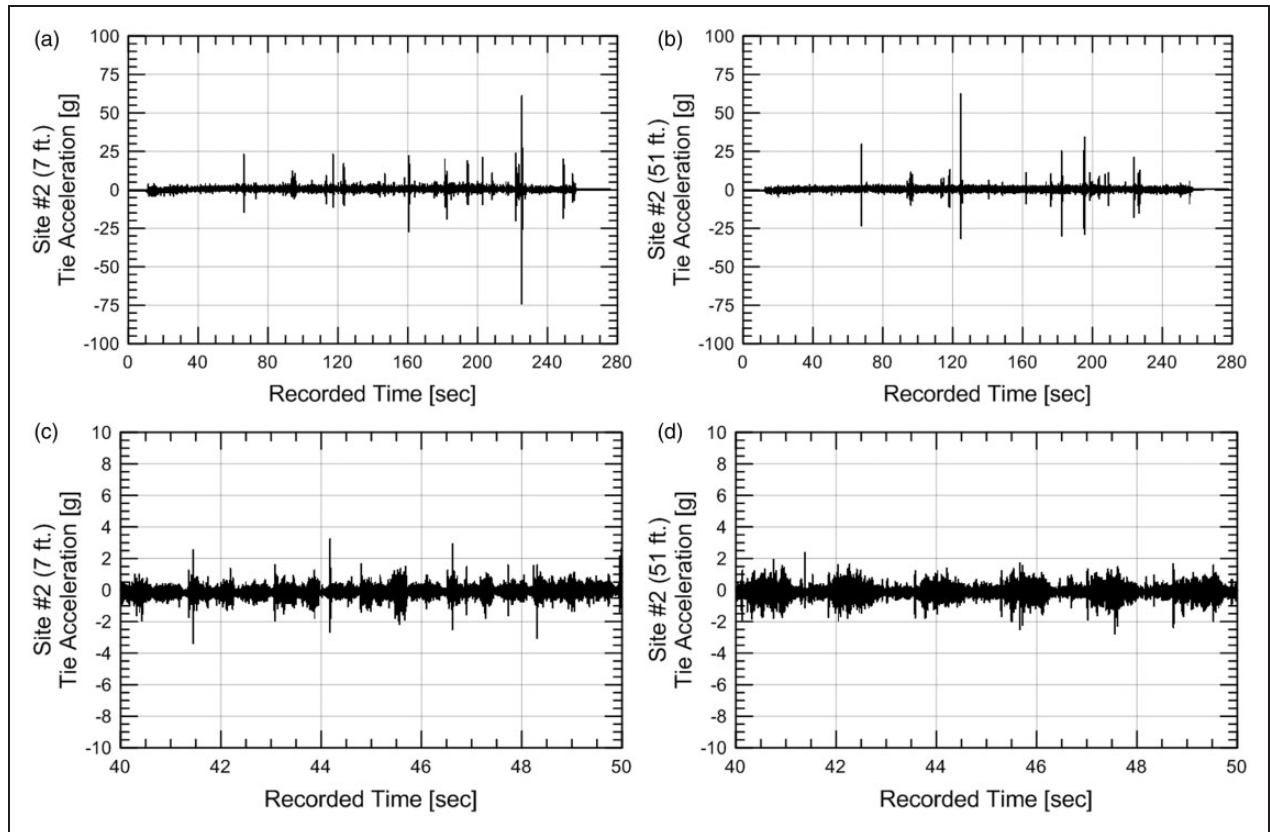 (a)
Site #2 (7 ft.)
Tie Acceleration [g]
100
75
50
25
0
-25
-50
-75
-100
0 40 80 120 160 200 240 280
Recorded Time [sec]
(b)
Site #2 (51 ft.)
Tie Acceleration [g]
100
75
50
25
0
-25
-50
-75
-100
0 40 80 120 160 200 240 280
Recorded Time [sec]
(c)
Site #2 (7 ft.)
Tie Acceleration [g]
10
8
6
4
2
0
-2
-4
-6
-8
-10
40 42 44 46 48 50
Recorded Time [sec]
(d)
Site #2 (51 ft.)
Tie Acceleration [g]
10
8
6
4
2
0
-2
-4
-6
-8
-10
40 42 44 46 48 50
Recorded Time [sec]